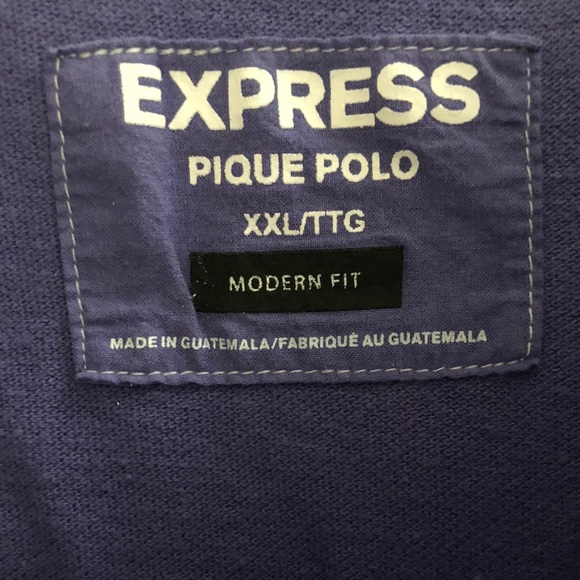 EXPRESS
PIQUE POLO
XXL/TTG
MODERN FIT
MADE IN GUATEMALA/FABRIQUÉ AU GUATEMALA